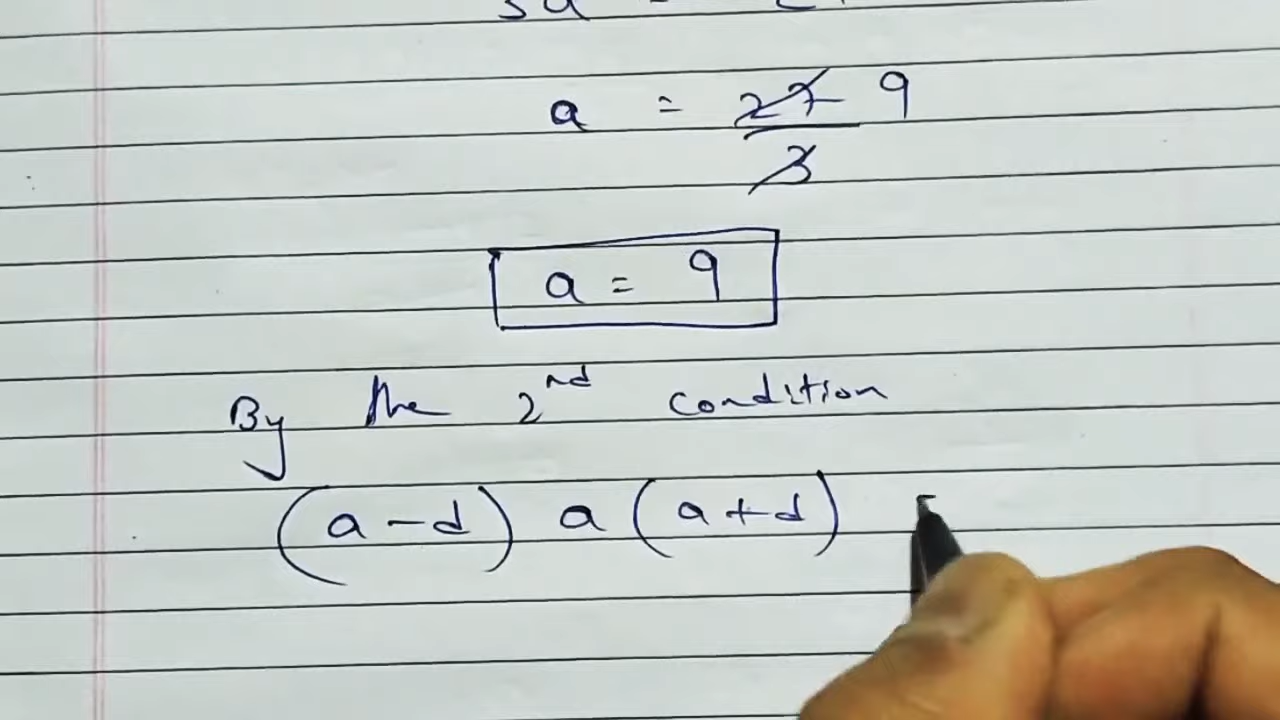 a = 27 9
3
a = 9
By the 2nd condition
(a - d) a (a + d)